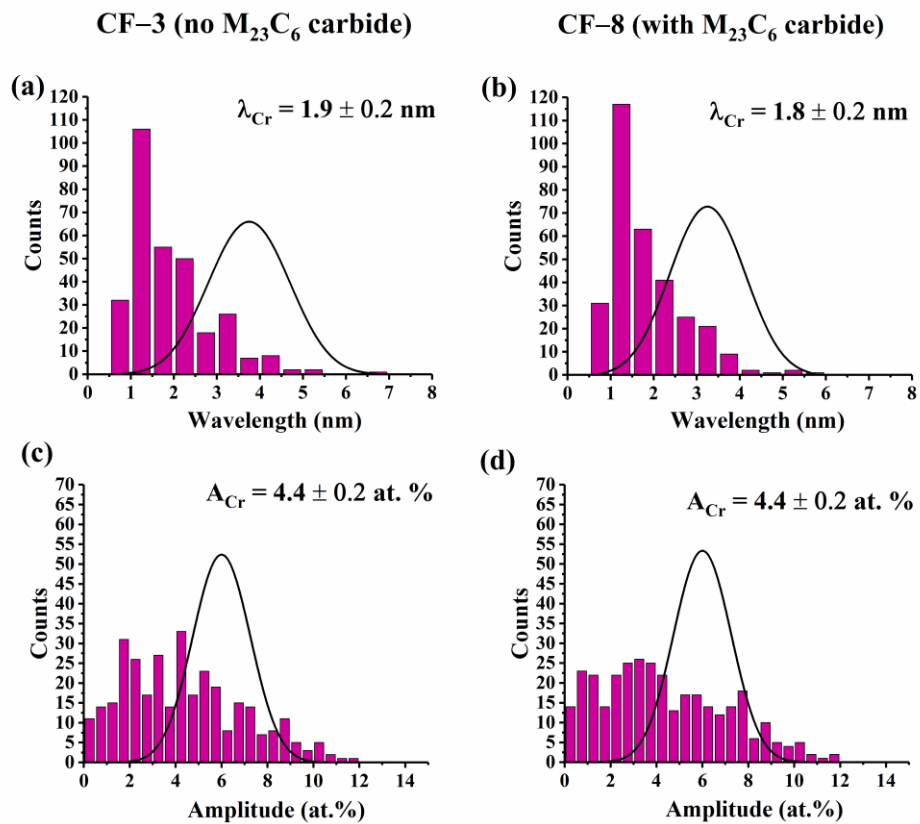 CF–3 (no M₂₃C₆ carbide)
CF–8 (with M₂₃C₆ carbide)
(a)
λCr = 1.9 ± 0.2 nm
120
110
100
90
80
70
60
50
40
30
20
10
0
Counts
0 1 2 3 4 5 6 7 8
Wavelength (nm)
(b)
λCr = 1.8 ± 0.2 nm
120
110
100
90
80
70
60
50
40
30
20
10
0
Counts
0 1 2 3 4 5 6 7 8
Wavelength (nm)
(c)
ACr = 4.4 ± 0.2 at. %
70
65
60
55
50
45
40
35
30
25
20
15
10
5
0
Counts
0 2 4 6 8 10 12 14
Amplitude (at.%)
(d)
ACr = 4.4 ± 0.2 at. %
70
65
60
55
50
45
40
35
30
25
20
15
10
5
0
Counts
0 2 4 6 8 10 12 14
Amplitude (at.%)